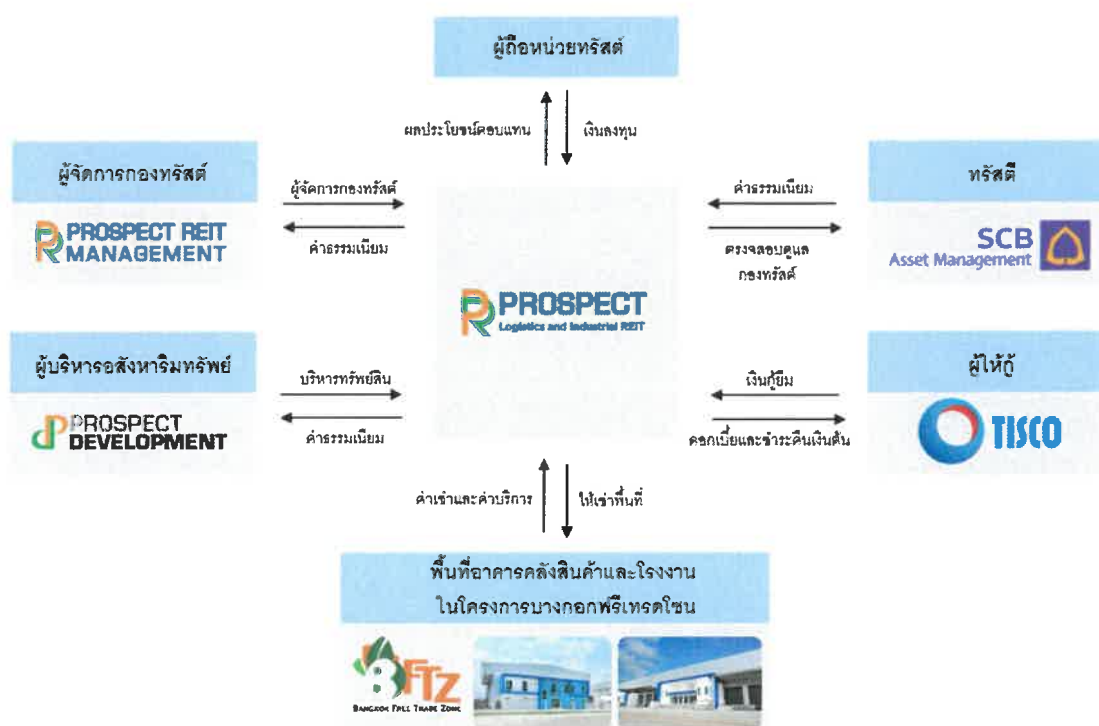 ผู้ถือหน่วยทรัสต์
ผลประโยชน์ตอบแทน
เงินลงทุน
ผู้จัดการกองทรัสต์
PROSPECT REIT
MANAGEMENT
ผู้จัดการกองทรัสต์
ค่าธรรมเนียม
ทรัสตี
SCB
Asset Management
ค่าธรรมเนียม
ตรวจสอบดูแล
กองทรัสต์
PROSPECT
Logistics and Industrial REIT
ผู้บริหารอสังหาริมทรัพย์
PROSPECT
DEVELOPMENT
บริหารทรัพย์สิน
ค่าธรรมเนียม
ผู้ให้กู้
TISCO
เงินกู้ยืม
ดอกเบี้ยและชำระคืนเงินต้น
ค่าเช่าและค่าบริการ
ให้เช่าพื้นที่
พื้นที่อาคารคลังสินค้าและโรงงาน
ในโครงการบางกอกฟรีเทรดโซน
BFTZ
BANGKOK FREE TRADE ZONE